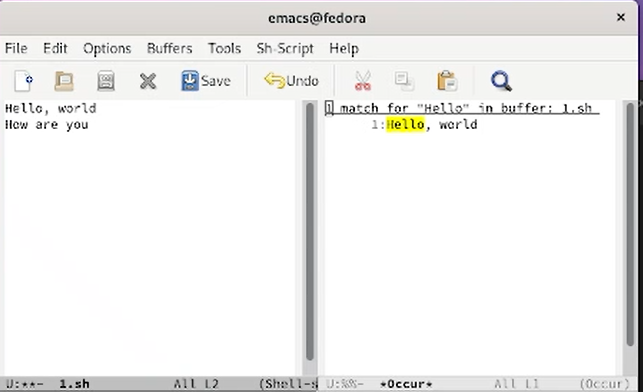 emacs@fedora
File Edit Options Buffers Tools Sh-Script Help
Save Undo
Hello, world
How are you
1 match for "Hello" in buffer: 1.sh
1:Hello, world
U:**- 1.sh All L2 (Shell-s
U:%%- *Occur* All L1 (Occur)